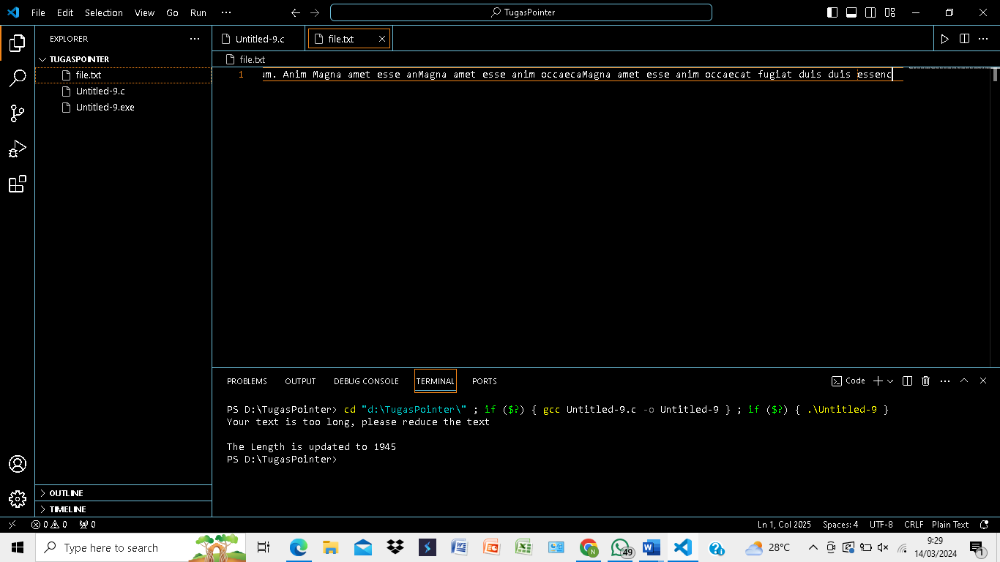 File Edit Selection View Go Run ··· TugasPointer
EXPLORER ···
Untitled-9.c file.txt
TUGASPOINTER
file.txt
Untitled-9.c
Untitled-9.exe
file.txt
1 um. Anim Magna amet esse anMagna amet esse anim occaecaMagna amet esse anim occaecat fugiat duis duis essenc
PROBLEMS OUTPUT DEBUG CONSOLE TERMINAL PORTS
Code
PS D:\TugasPointer> cd "d:\TugasPointer\" ; if ($?) { gcc Untitled-9.c -o Untitled-9 } ; if ($?) { .\Untitled-9 }
Your text is too long, please reduce the text
The Length is updated to 1945
PS D:\TugasPointer>
OUTLINE
TIMELINE
0 0 0 Ln 1, Col 2025 Spaces: 4 UTF-8 CRLF Plain Text
Type here to search
49
28°C
9:29
14/03/2024
1